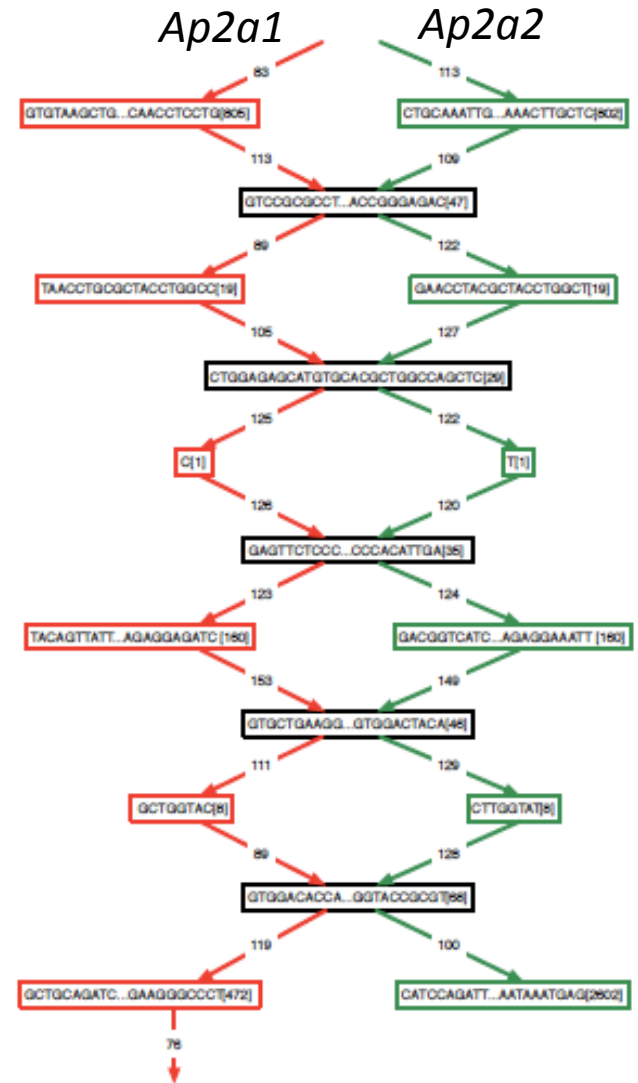 Ap2a1 Ap2a2
83 113
GTGTAAGCTG...CAACCTCCTG[805] CTGCAAATTG...AAACTTGCTC[802]
113 109
GTCCGCGCCT...ACCGGGAGAC[47]
89 122
TAACCTGCGCTACCTGGCC[19] GAACCTACGCTACCTGGCT[19]
105 127
CTGGAGAGCATGTGCACGCTGGCCAGCTC[29]
125 122
C[1] T[1]
126 120
GAGTTCTCCC...CCCACATTGA[35]
123 124
TACAGTTATT...AGAGGAGATC [160] GACGGTCATC...AGAGGAAATT [160]
153 149
GTGCTGAAGG...GTGGACTACA[46]
111 129
GCTGGTAC[8] CTTGGTAT[8]
89 128
GTGGACACCA...GGTACCGCGT[68]
119 100
GCTGCAGATC...GAAGGGCCCT[472] CATCCAGATT...AATAAATGAG[2602]
76